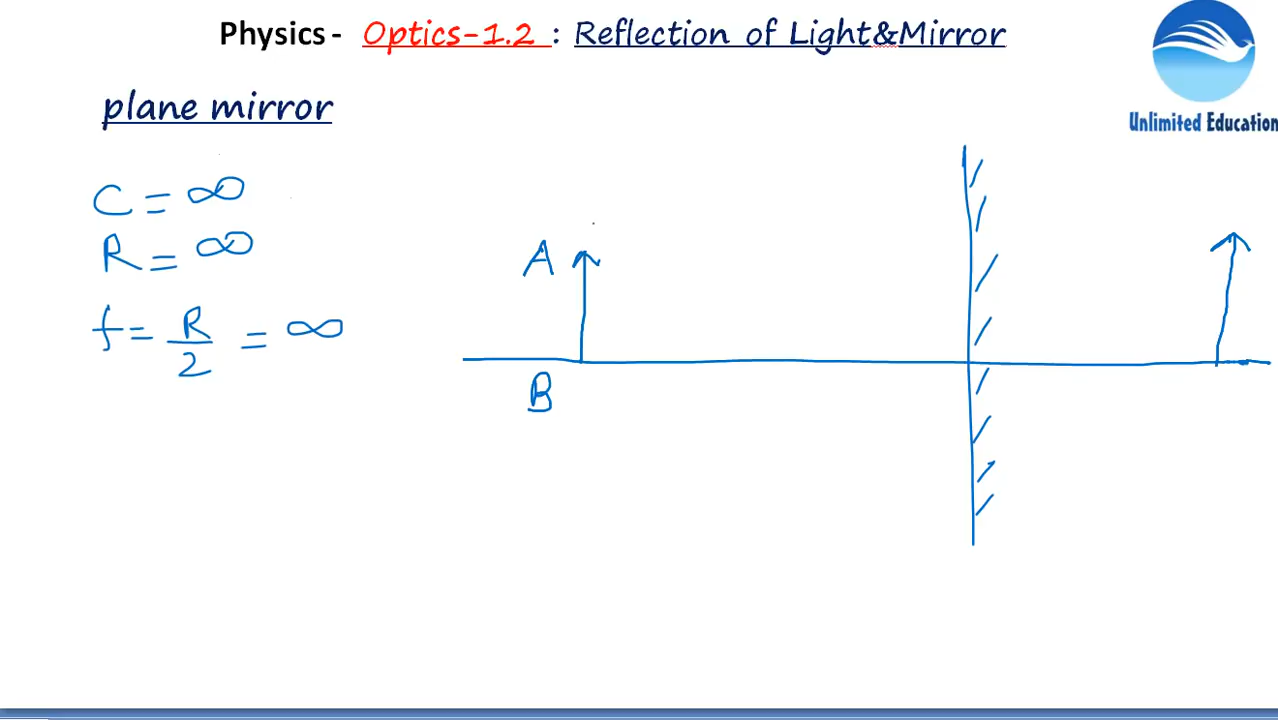 Physics - Optics-1.2 : Reflection of Light&Mirror
Unlimited Education
plane mirror
C = ∞
R = ∞
f = R/2 = ∞
A
B